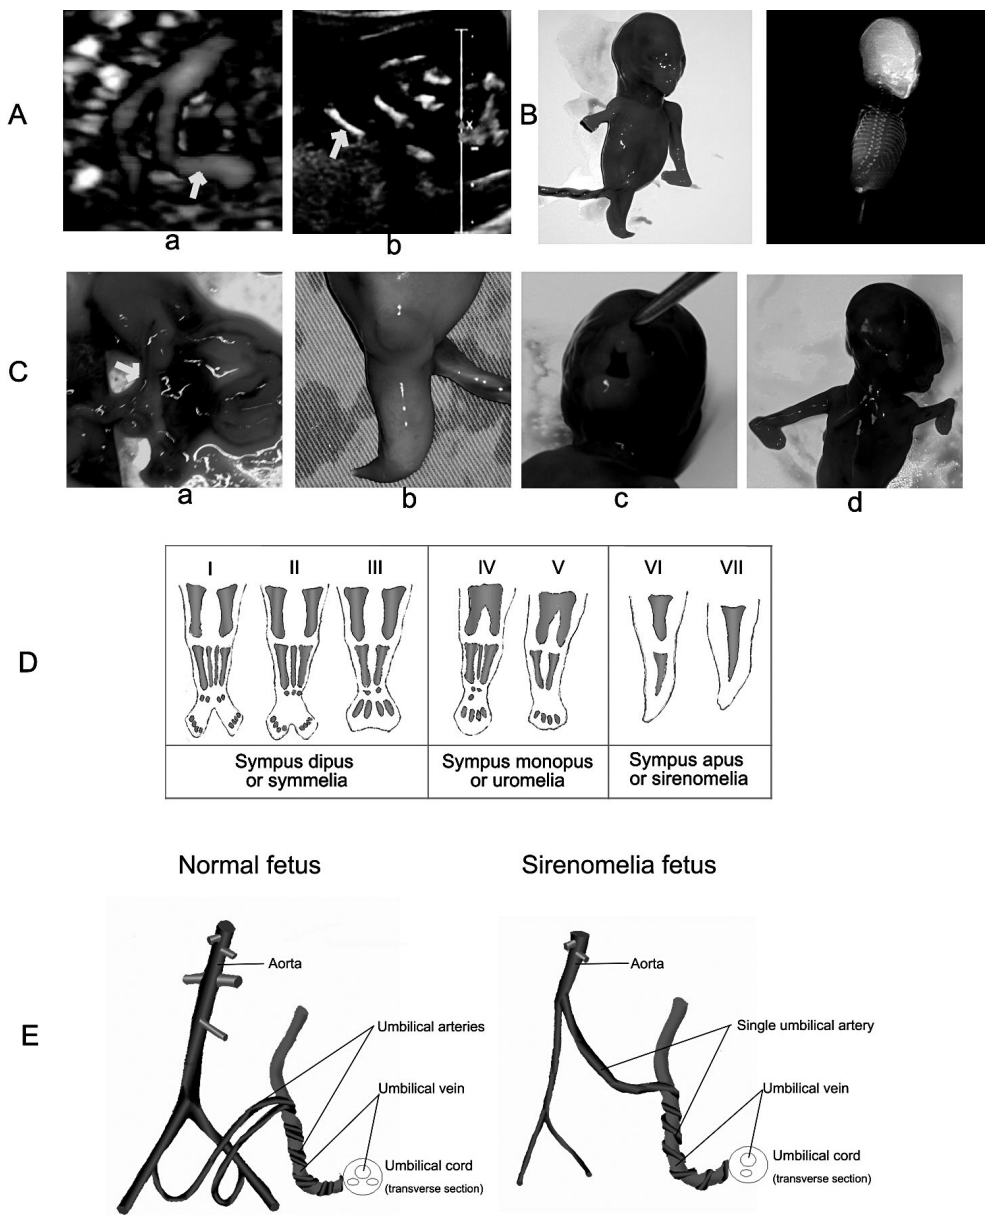 A
B
X
a
b
C
a
b
c
d
D
I II III IV V VI VII
Sympus dipus
or symmelia
Sympus monopus
or uromelia
Sympus apus
or sirenomelia
Normal fetus
Sirenomelia fetus
E
Aorta
Umbilical arteries
Umbilical vein
Umbilical cord
(transverse section)
Aorta
Single umbilical artery
Umbilical vein
Umbilical cord
(transverse section)